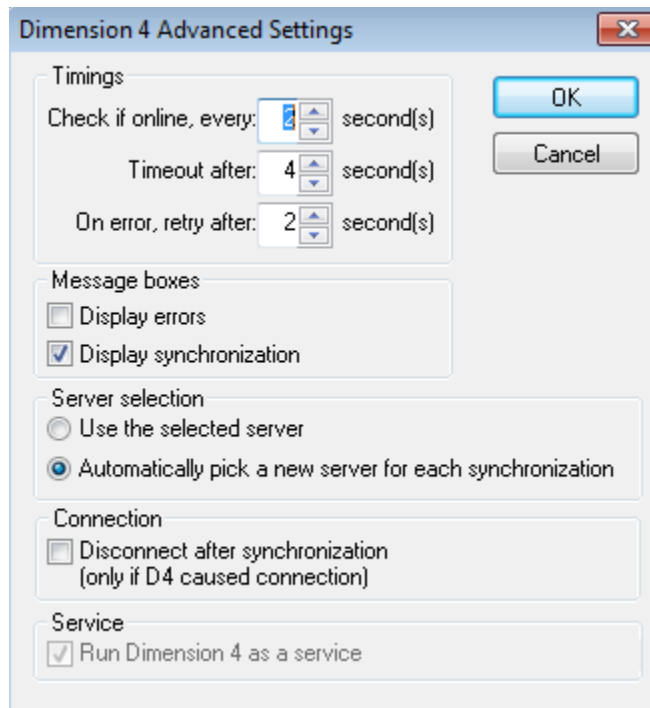 Dimension 4 Advanced Settings
Timings
Check if online, every: 2 second(s)
Timeout after: 4 second(s)
On error, retry after: 2 second(s)
OK
Cancel
Message boxes
Display errors
Display synchronization
Server selection
Use the selected server
Automatically pick a new server for each synchronization
Connection
Disconnect after synchronization
(only if D4 caused connection)
Service
Run Dimension 4 as a service